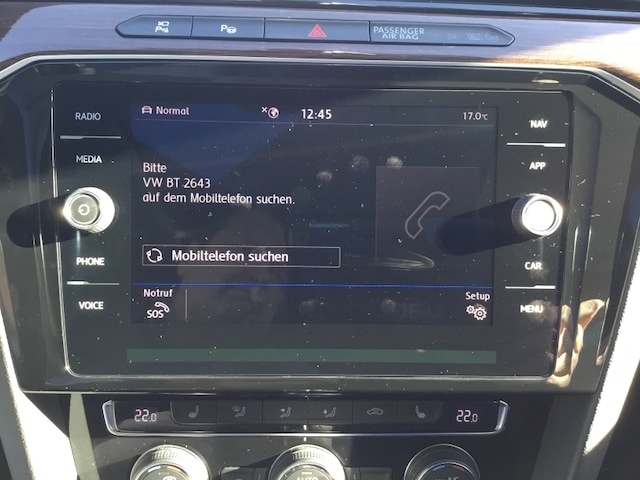 PASSENGER
AIR BAG
RADIO
MEDIA
PHONE
VOICE
Normal
12:45
17.0°C
Bitte
VW BT 2643
auf dem Mobiltelefon suchen.
Mobiltelefon suchen
Notruf
SOS
Setup
NAV
APP
CAR
MENU
22.0
22.0
AUTO